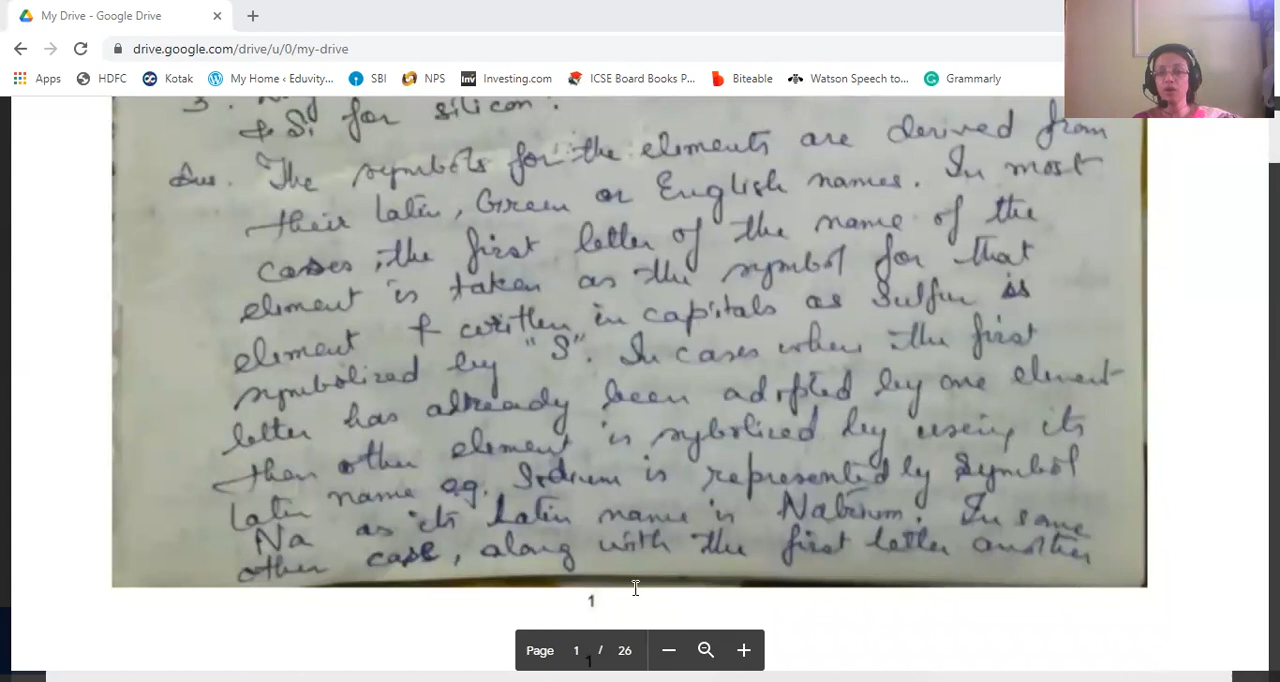 My Drive - Google Drive
drive.google.com/drive/u/0/my-drive
Apps HDFC Kotak My Home ‹ Eduvity... SBI NPS Inv Investing.com ICSE Board Books P... Biteable Watson Speech to... Grammarly
3.
& Si for silicon.
Ans. The symbols for the elements are derived from
their Latin, Green or English names. In most
cases, the first letter of the name of the
element is taken as the symbol for that
element & written in capitals as Sulfur is
symbolized by "S". In cases where the first
letter has already been adopted by one element
then other element is sybolized by using its
Latin name eg. Sodium is represented by symbol
Na as its Latin name is Natrium. In some
other case, along with the first letter another
1
Page 1 / 26
1